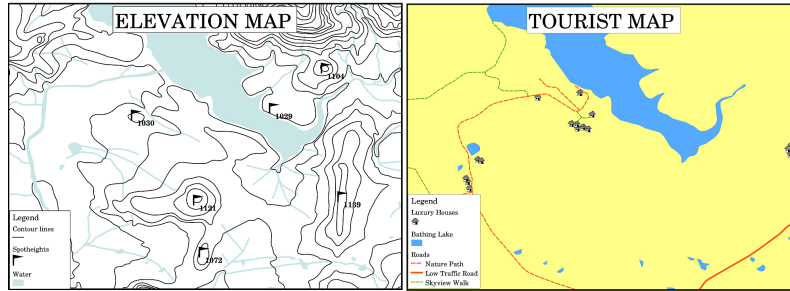 ELEVATION MAP
1104
1030
1029
1121
1139
1072
Legend
Contour lines
Spotheights
Water
TOURIST MAP
Legend
Luxury Houses
Bathing Lake
Roads
Nature Path
Low Traffic Road
Skyview Walk